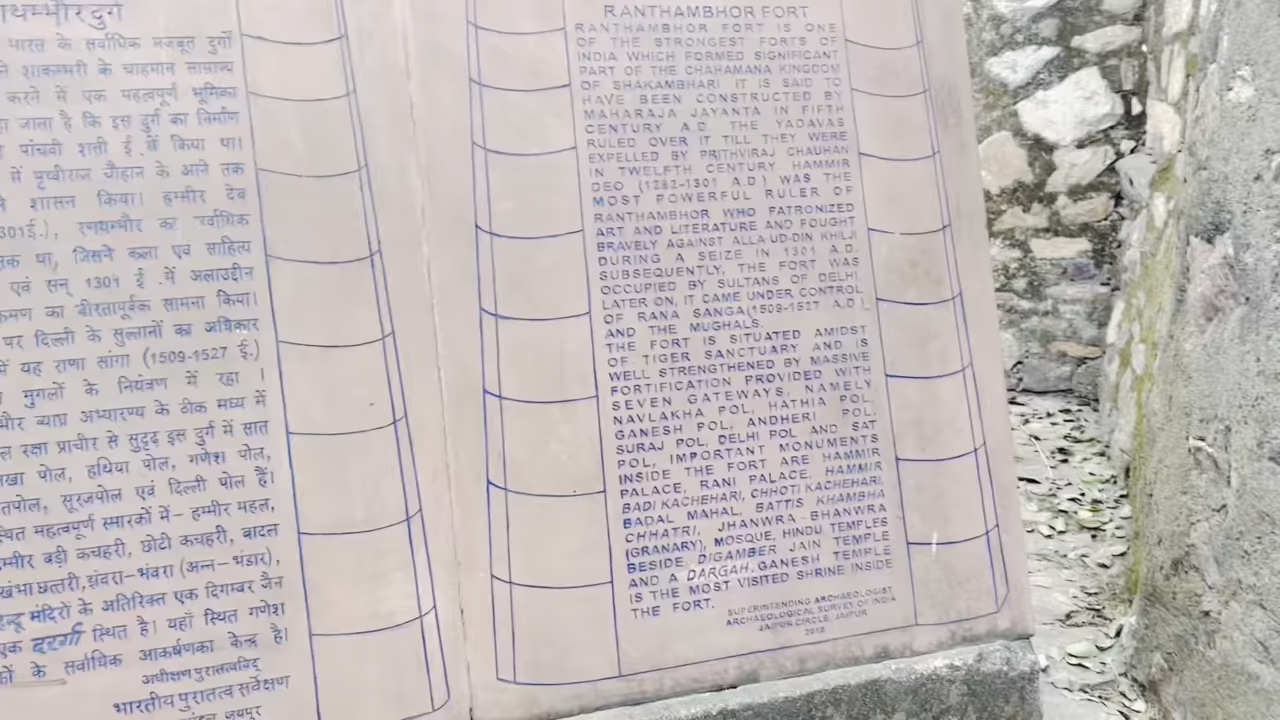 पारत के सर्वाधिक मजबूत दुर्गों
ने शाकम्भरी के चाहमान साम्राज्य
करने में एक महत्वपूर्ण भूमिका
जाता है कि इस दुर्ग का निर्माण
पांचवी शती ई. में किया था।
में पृथ्वीराज चौहान के आने तक
शासन किया। हम्मीर देव
301ई.), रणथम्भौर का
था, जिसने कला एवं साहित्य
एवं सन् 1301 ई .में अलाउद्दीन
का वीरतापूर्वक सामना किया।
पर दिल्ली के सुल्तानों का अधिकार
में यह राणा सांगा (1509-1527 ई.)
मुगलों के नियंत्रण में रहा ।
व्याघ्र अभ्यारण्य के ठीक मध्य में
रक्षा प्राचीर से सुदृढ़ इस दुर्ग में सात
पोल, हथिया पोल, गणेश पोल,
सूरजपोल एवं दिल्ली पोल हैं।
महत्वपूर्ण स्मारकों में- हम्मीर महल,
बड़ी कचहरी, छोटी कचहरी, बादल
छतरी, झंवरा-भंवरा (अन्न-भंडार),
मंदिरों के अतिरिक्त एक दिगम्बर जैन
एक दरगाह स्थित है। यहाँ स्थित गणेश
के सर्वाधिक आकर्षणका केन्द्र है।
अधीक्षण पुरातत्वविद्
भारतीय पुरातत्व सर्वेक्षण
जयपुर
RANTHAMBHOR FORT
RANTHAMBHOR FORT IS ONE
OF THE STRONGEST FORTS OF
INDIA WHICH FORMED SIGNIFICANT
PART OF THE CHAHAMANA KINGDOM
OF SHAKAMBHARI IT IS SAID TO
HAVE BEEN CONSTRUCTED BY
MAHARAJA JAYANTA IN FIFTH
CENTURY A.D. THE YADAVAS
RULED OVER IT TILL THEY WERE
EXPELLED BY PRITHVIRAJ CHAUHAN
IN TWELFTH CENTURY HAMMIR
DEO (1282-1301 A.D) WAS THE
MOST POWERFUL RULER OF
RANTHAMBHOR WHO PATRONIZED
ART AND LITERATURE AND FOUGHT
BRAVELY AGAINST ALLA-UD-DIN KHILJI
DURING A SEIZE IN 1301 A.D.
SUBSEQUENTLY, THE FORT WAS
OCCUPIED BY SULTANS OF DELHI.
LATER ON, IT CAME UNDER CONTROL
OF RANA SANGA(1509-1527 A.D.),
AND THE MUGHALS.
THE FORT IS SITUATED AMIDST
OF TIGER SANCTUARY AND IS
WELL STRENGTHENED BY MASSIVE
FORTIFICATION PROVIDED WITH
SEVEN GATEWAYS, NAMELY
NAVLAKHA POL, HATHIA POL,
GANESH POL, ANDHERI POL,
SURAJ POL, DELHI POL AND SAT
POL, IMPORTANT MONUMENTS
INSIDE THE FORT ARE HAMMIR
PALACE, RANI PALACE, HAMMIR
BADI KACHEHARI, CHHOTI KACHEHARI,
BADAL MAHAL, BATTIS KHAMBHA
CHHATRI, JHANWRA - BHANWRA
(GRANARY), MOSQUE, HINDU TEMPLES
BESIDE, DIGAMBER JAIN TEMPLE
AND A DARGAH, GANESH TEMPLE
IS THE MOST VISITED SHRINE INSIDE
THE FORT.
SUPERINTENDING ARCHAEOLOGIST
ARCHAEOLOGICAL SURVEY OF INDIA
JAIPUR CIRCLE, JAIPUR
2018